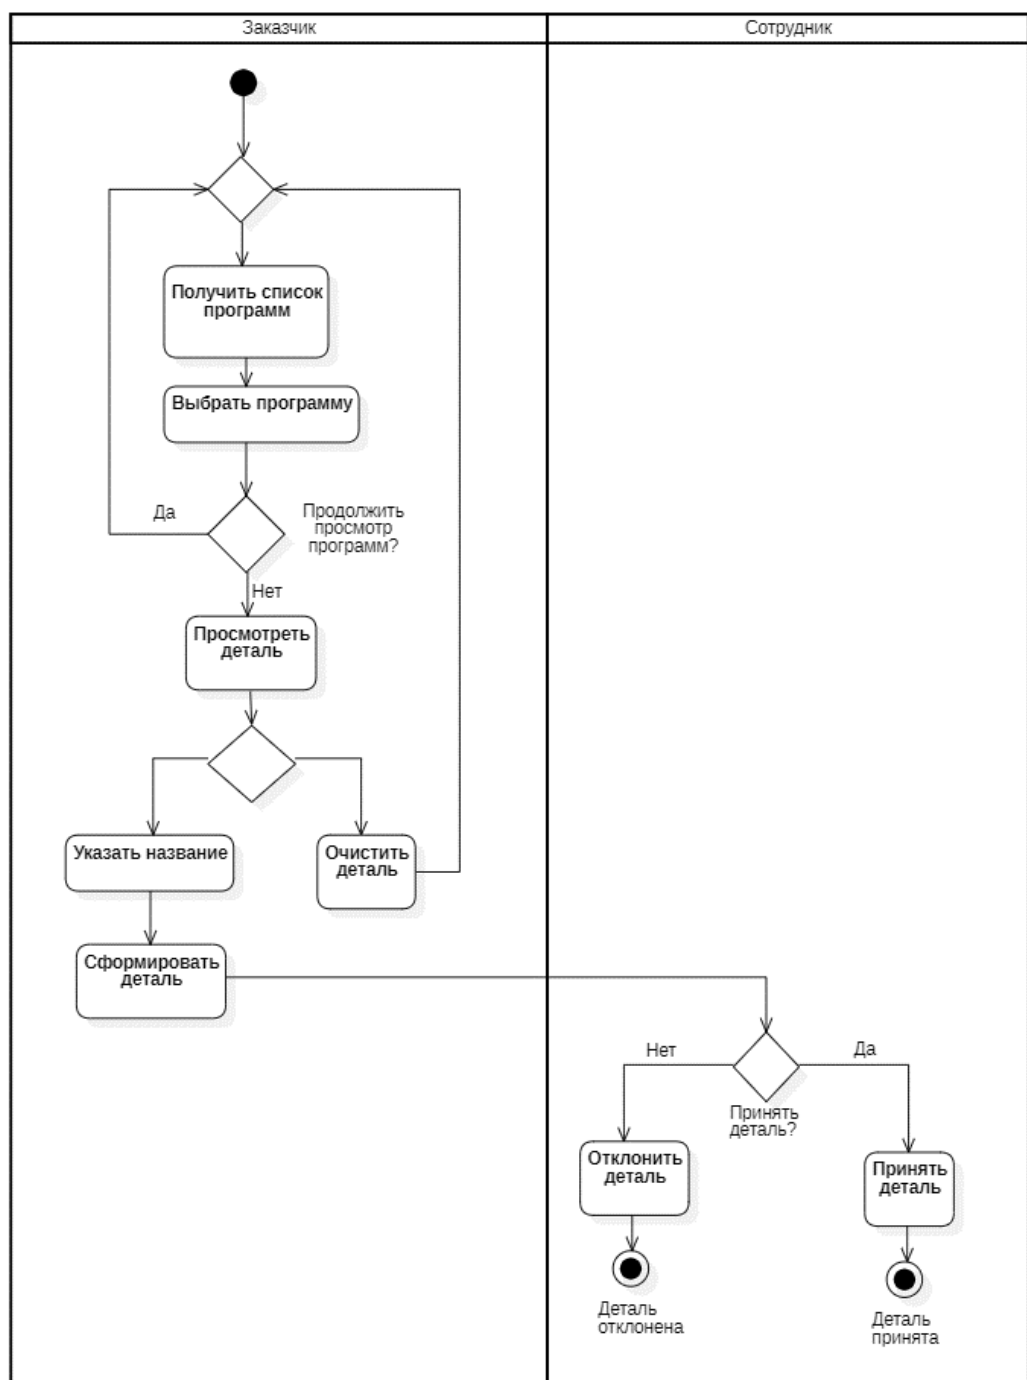 Заказчик
Сотрудник
Получить список
программ
Выбрать программу
Да
Продолжить
просмотр
программ?
Нет
Просмотреть
деталь
Указать название
Очистить
деталь
Сформировать
деталь
Нет
Да
Принять
деталь?
Отклонить
деталь
Принять
деталь
Деталь
отклонена
Деталь
принята